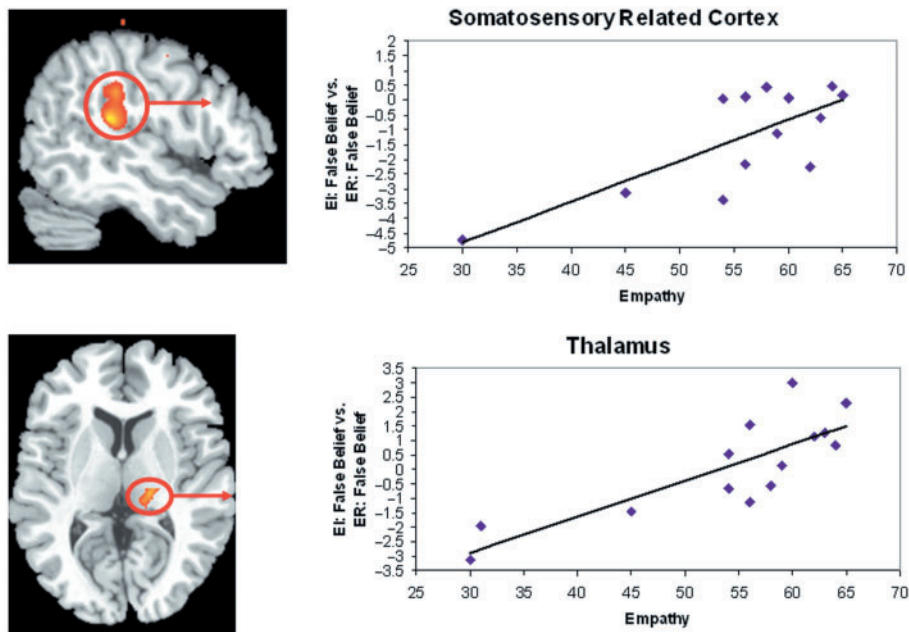 Somatosensory Related Cortex
EI: False Belief vs.
ER: False Belief
2
0.5
–0.5
–1
–1.5
–2
–2.5
–3
–3.5
–4
–4.5
–5
25 30 35 40 45 50 55 60 65 70
Empathy
Thalamus
EI: False Belief vs.
ER: False Belief
3.5
3
2.5
2
1.5
1
0.5
0
–0.5
–1
–1.5
–2
–2.5
–3
–3.5
25 30 35 40 45 50 55 60 65 70
Empathy